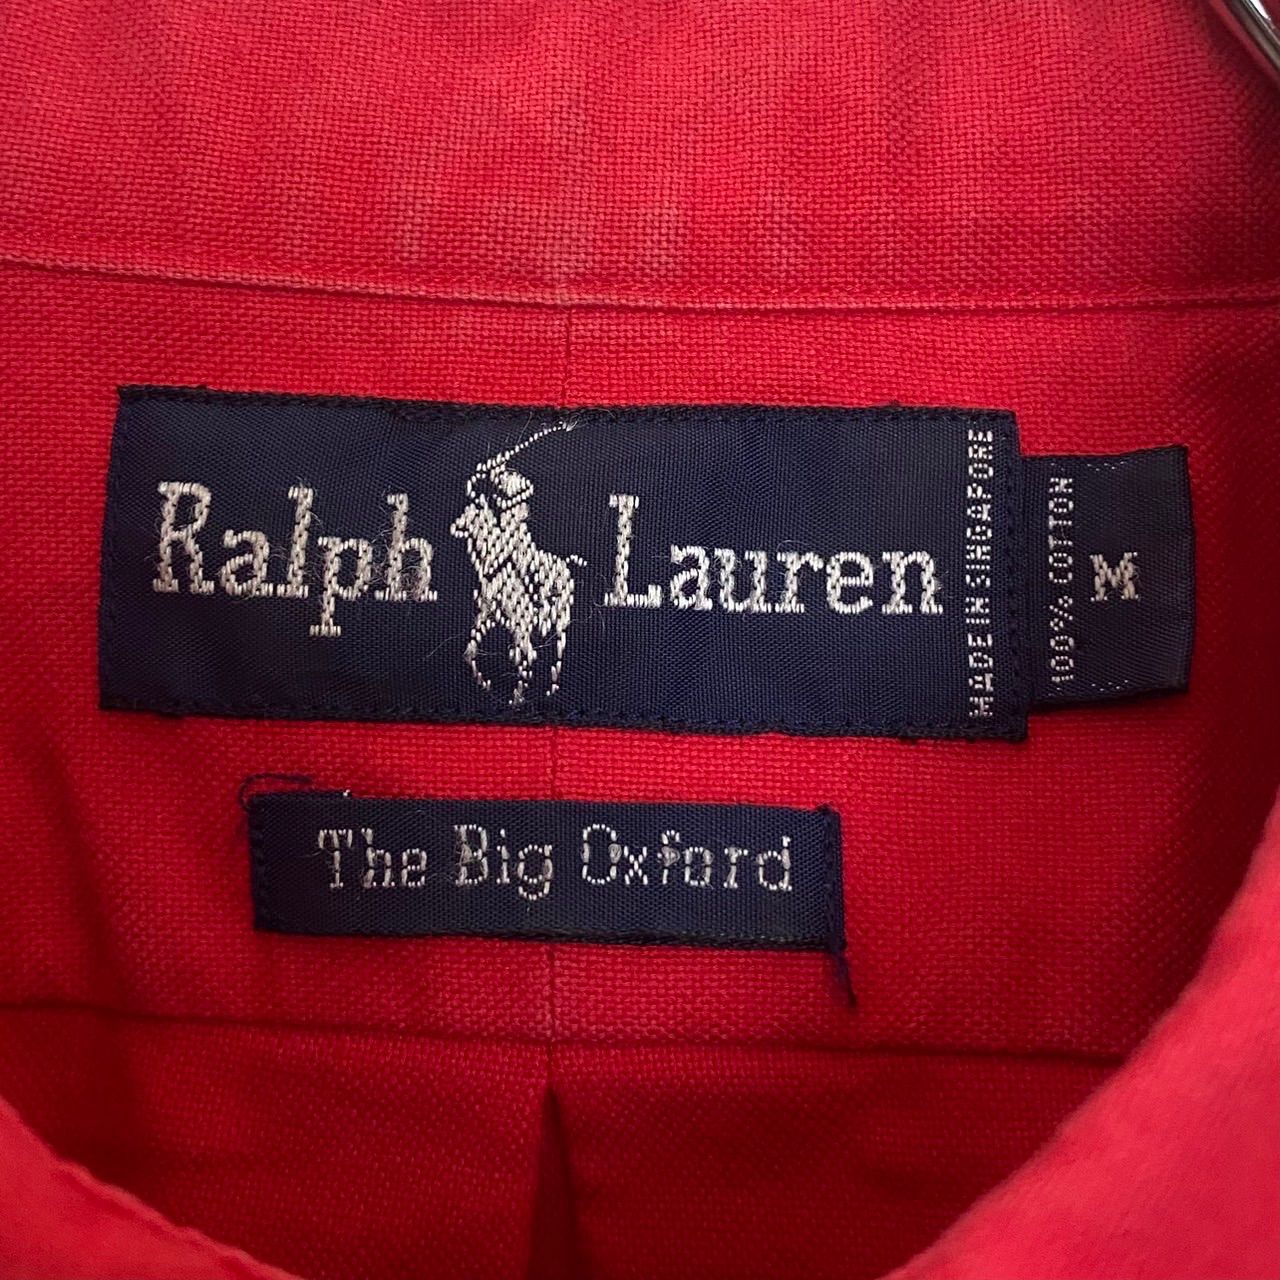 Ralph Lauren
MADE IN SINGAPORE
100% COTTON
M
The Big Oxford